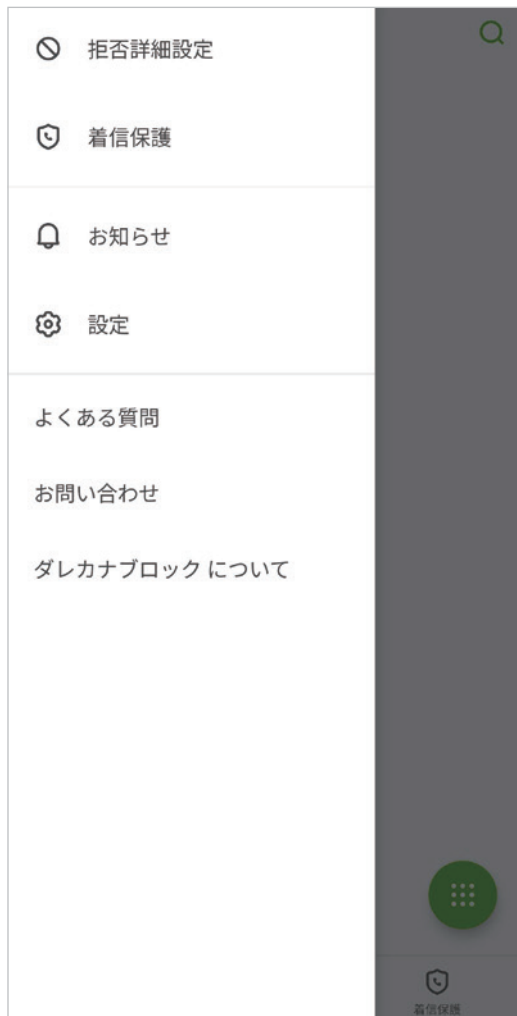 拒否詳細設定
着信保護
お知らせ
設定
よくある質問
お問い合わせ
ダレカナブロック について
着信保護